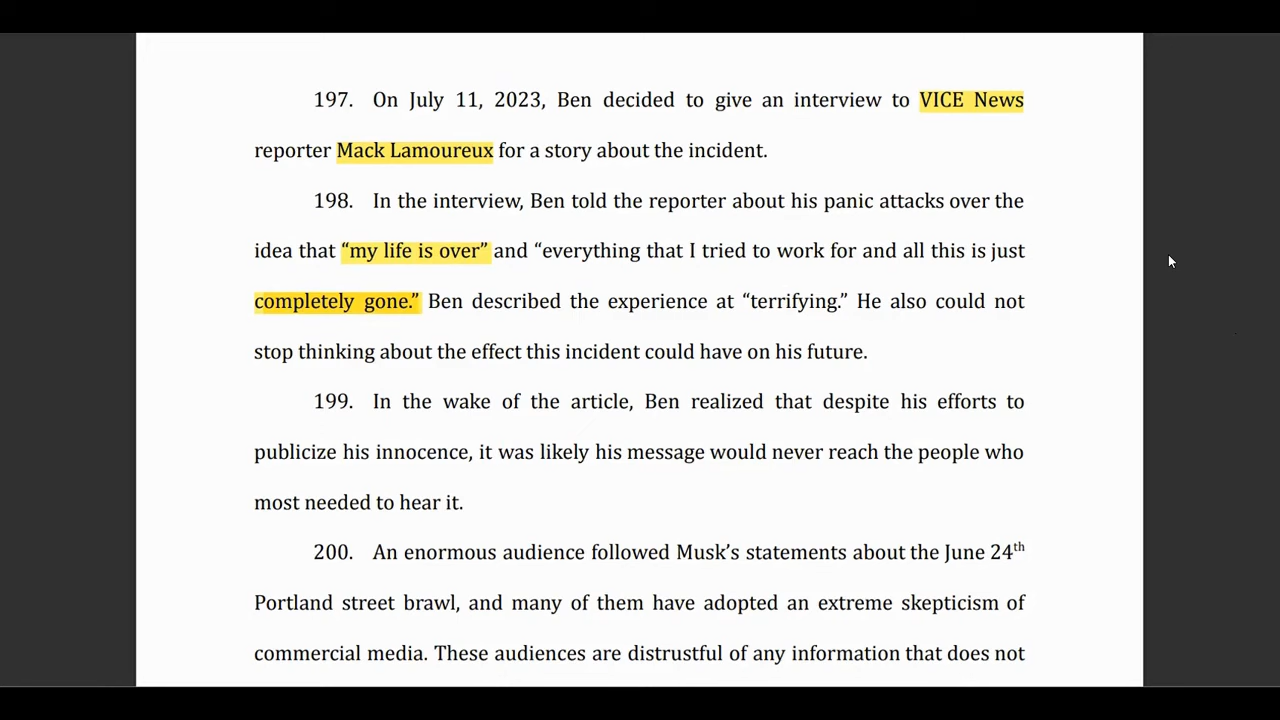 197. On July 11, 2023, Ben decided to give an interview to VICE News
reporter Mack Lamoureux for a story about the incident.
198. In the interview, Ben told the reporter about his panic attacks over the
idea that “my life is over” and “everything that I tried to work for and all this is just
completely gone.” Ben described the experience at “terrifying.” He also could not
stop thinking about the effect this incident could have on his future.
199. In the wake of the article, Ben realized that despite his efforts to
publicize his innocence, it was likely his message would never reach the people who
most needed to hear it.
200. An enormous audience followed Musk’s statements about the June 24th
Portland street brawl, and many of them have adopted an extreme skepticism of
commercial media. These audiences are distrustful of any information that does not